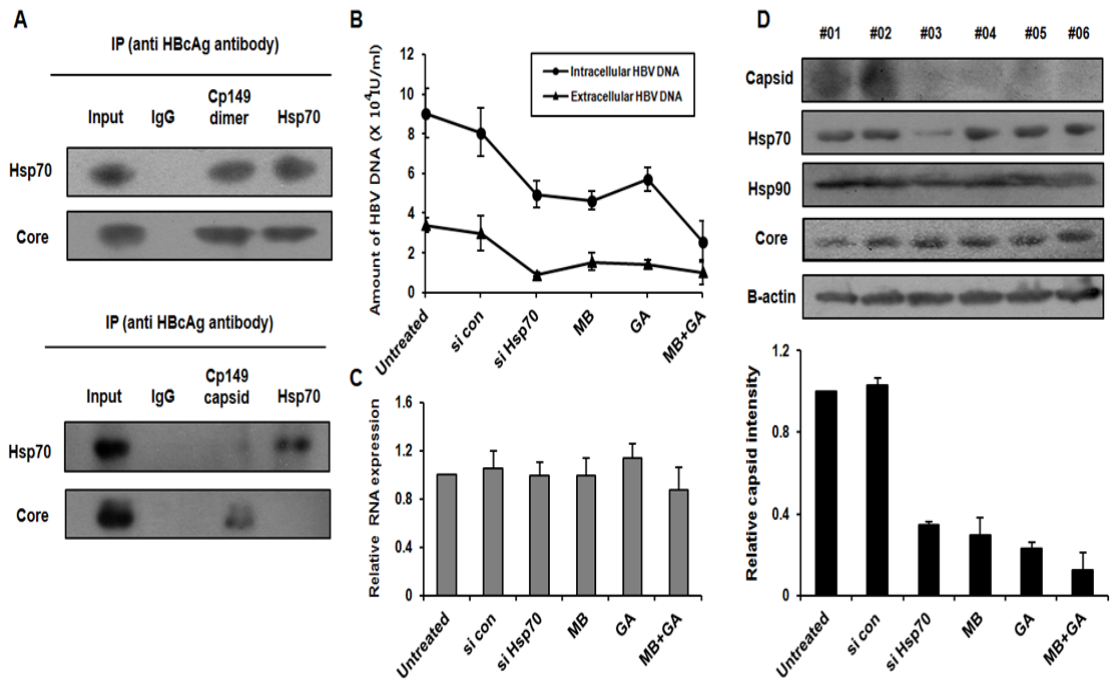 A
IP (anti HBcAg antibody)
Input IgG Cp149 dimer Hsp70
Hsp70
Core
IP (anti HBcAg antibody)
Input IgG Cp149 capsid Hsp70
Hsp70
Core
B
Amount of HBV DNA (X 10⁴IU/ml)
12
10
8
6
4
2
0
Intracellular HBV DNA
Extracellular HBV DNA
Untreated
si con
si Hsp70
MB
GA
MB+GA
C
Relative RNA expression
1.6
1.2
0.8
0.4
0
Untreated
si con
si Hsp70
MB
GA
MB+GA
D
#01 #02 #03 #04 #05 #06
Capsid
Hsp70
Hsp90
Core
B-actin
Relative capsid intensity
1.2
0.8
0.4
0
Untreated
si con
si Hsp70
MB
GA
MB+GA